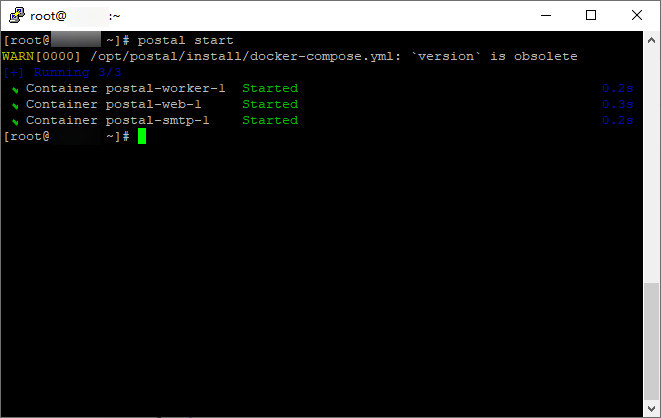 root@ :~
[root@ ~]# postal start
WARN[0000] /opt/postal/install/docker-compose.yml: `version` is obsolete
[+] Running 3/3
✔ Container postal-worker-1 Started 0.2s
✔ Container postal-web-1 Started 0.3s
✔ Container postal-smtp-1 Started 0.2s
[root@ ~]#